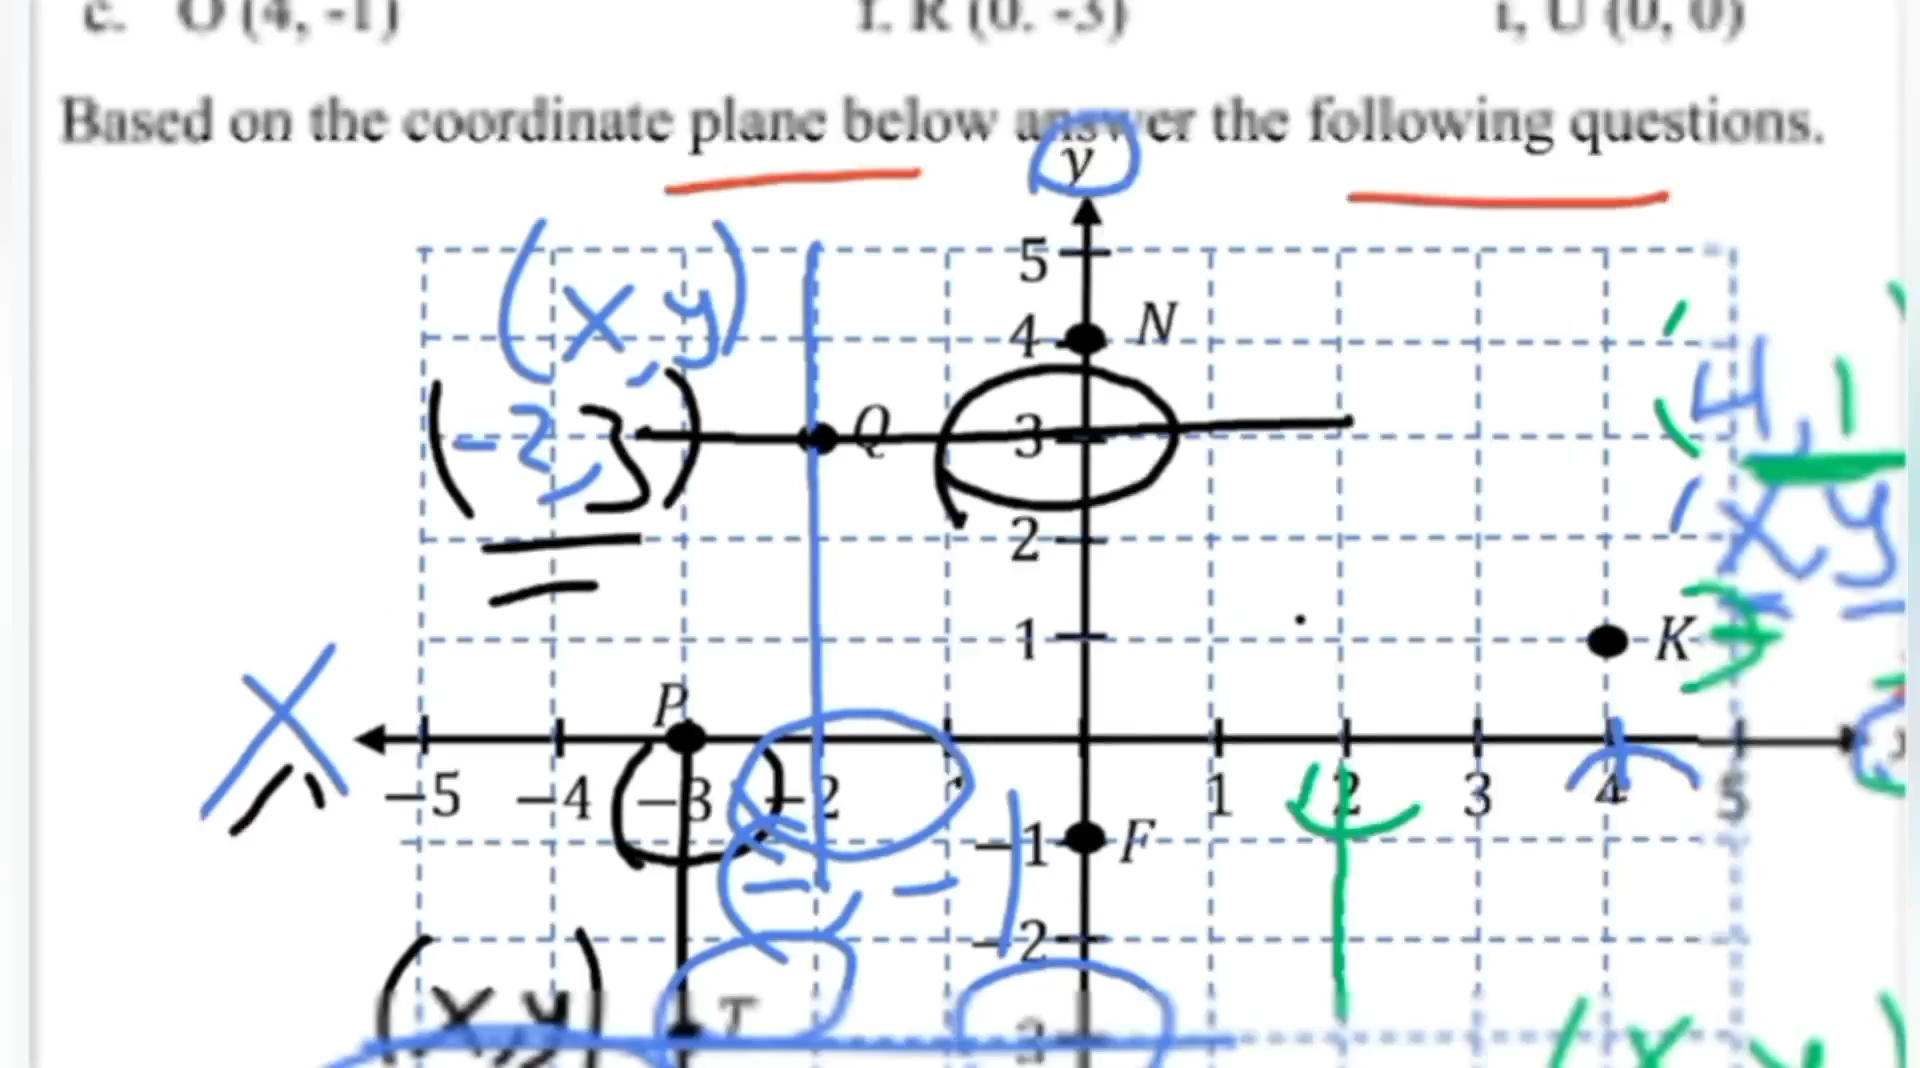 c. O (4, -1) f. R (0. -3) i, U (0, 0)
Based on the coordinate plane below answer the following questions.
y
(x,y)
5
4 N
(-2,3) Q 3
4,1
2
x y
1 K
X P
-5 -4 -3 -2 1 2 3 4 5
-1 F
-2
(x,y) T
-3
(x y